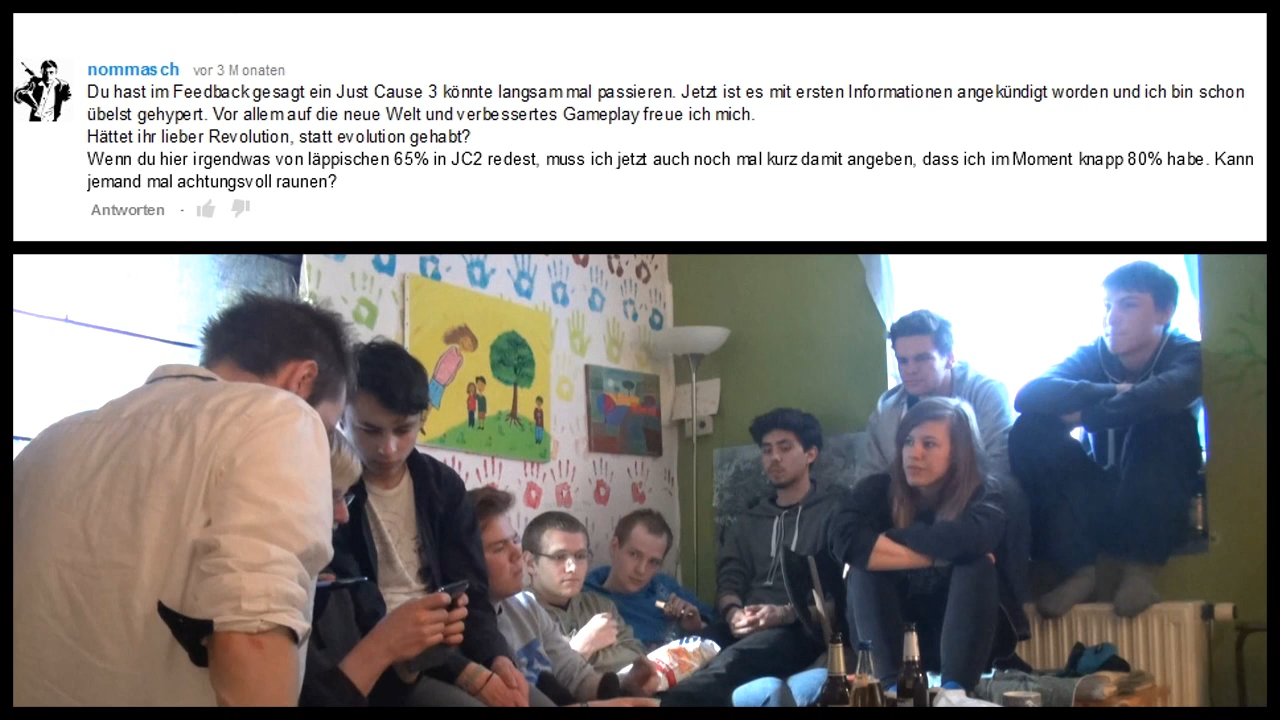 nommasch vor 3 Monaten
Du hast im Feedback gesagt ein Just Cause 3 könnte langsam mal passieren. Jetzt ist es mit ersten Informationen angekündigt worden und ich bin schon
übelst gehypert. Vor allem auf die neue Welt und verbessertes Gameplay freue ich mich.
Hättet ihr lieber Revolution, statt evolution gehabt?
Wenn du hier irgendwas von läppischen 65% in JC2 redest, muss ich jetzt auch noch mal kurz damit angeben, dass ich im Moment knapp 80% habe. Kann
jemand mal achtungsvoll raunen?
Antworten ·